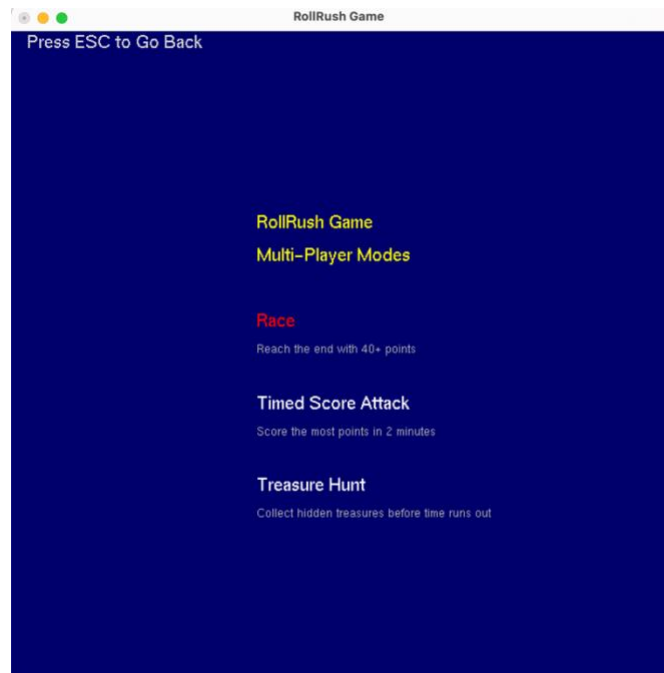 RollRush Game
Press ESC to Go Back
RollRush Game
Multi-Player Modes
Race
Reach the end with 40+ points
Timed Score Attack
Score the most points in 2 minutes
Treasure Hunt
Collect hidden treasures before time runs out